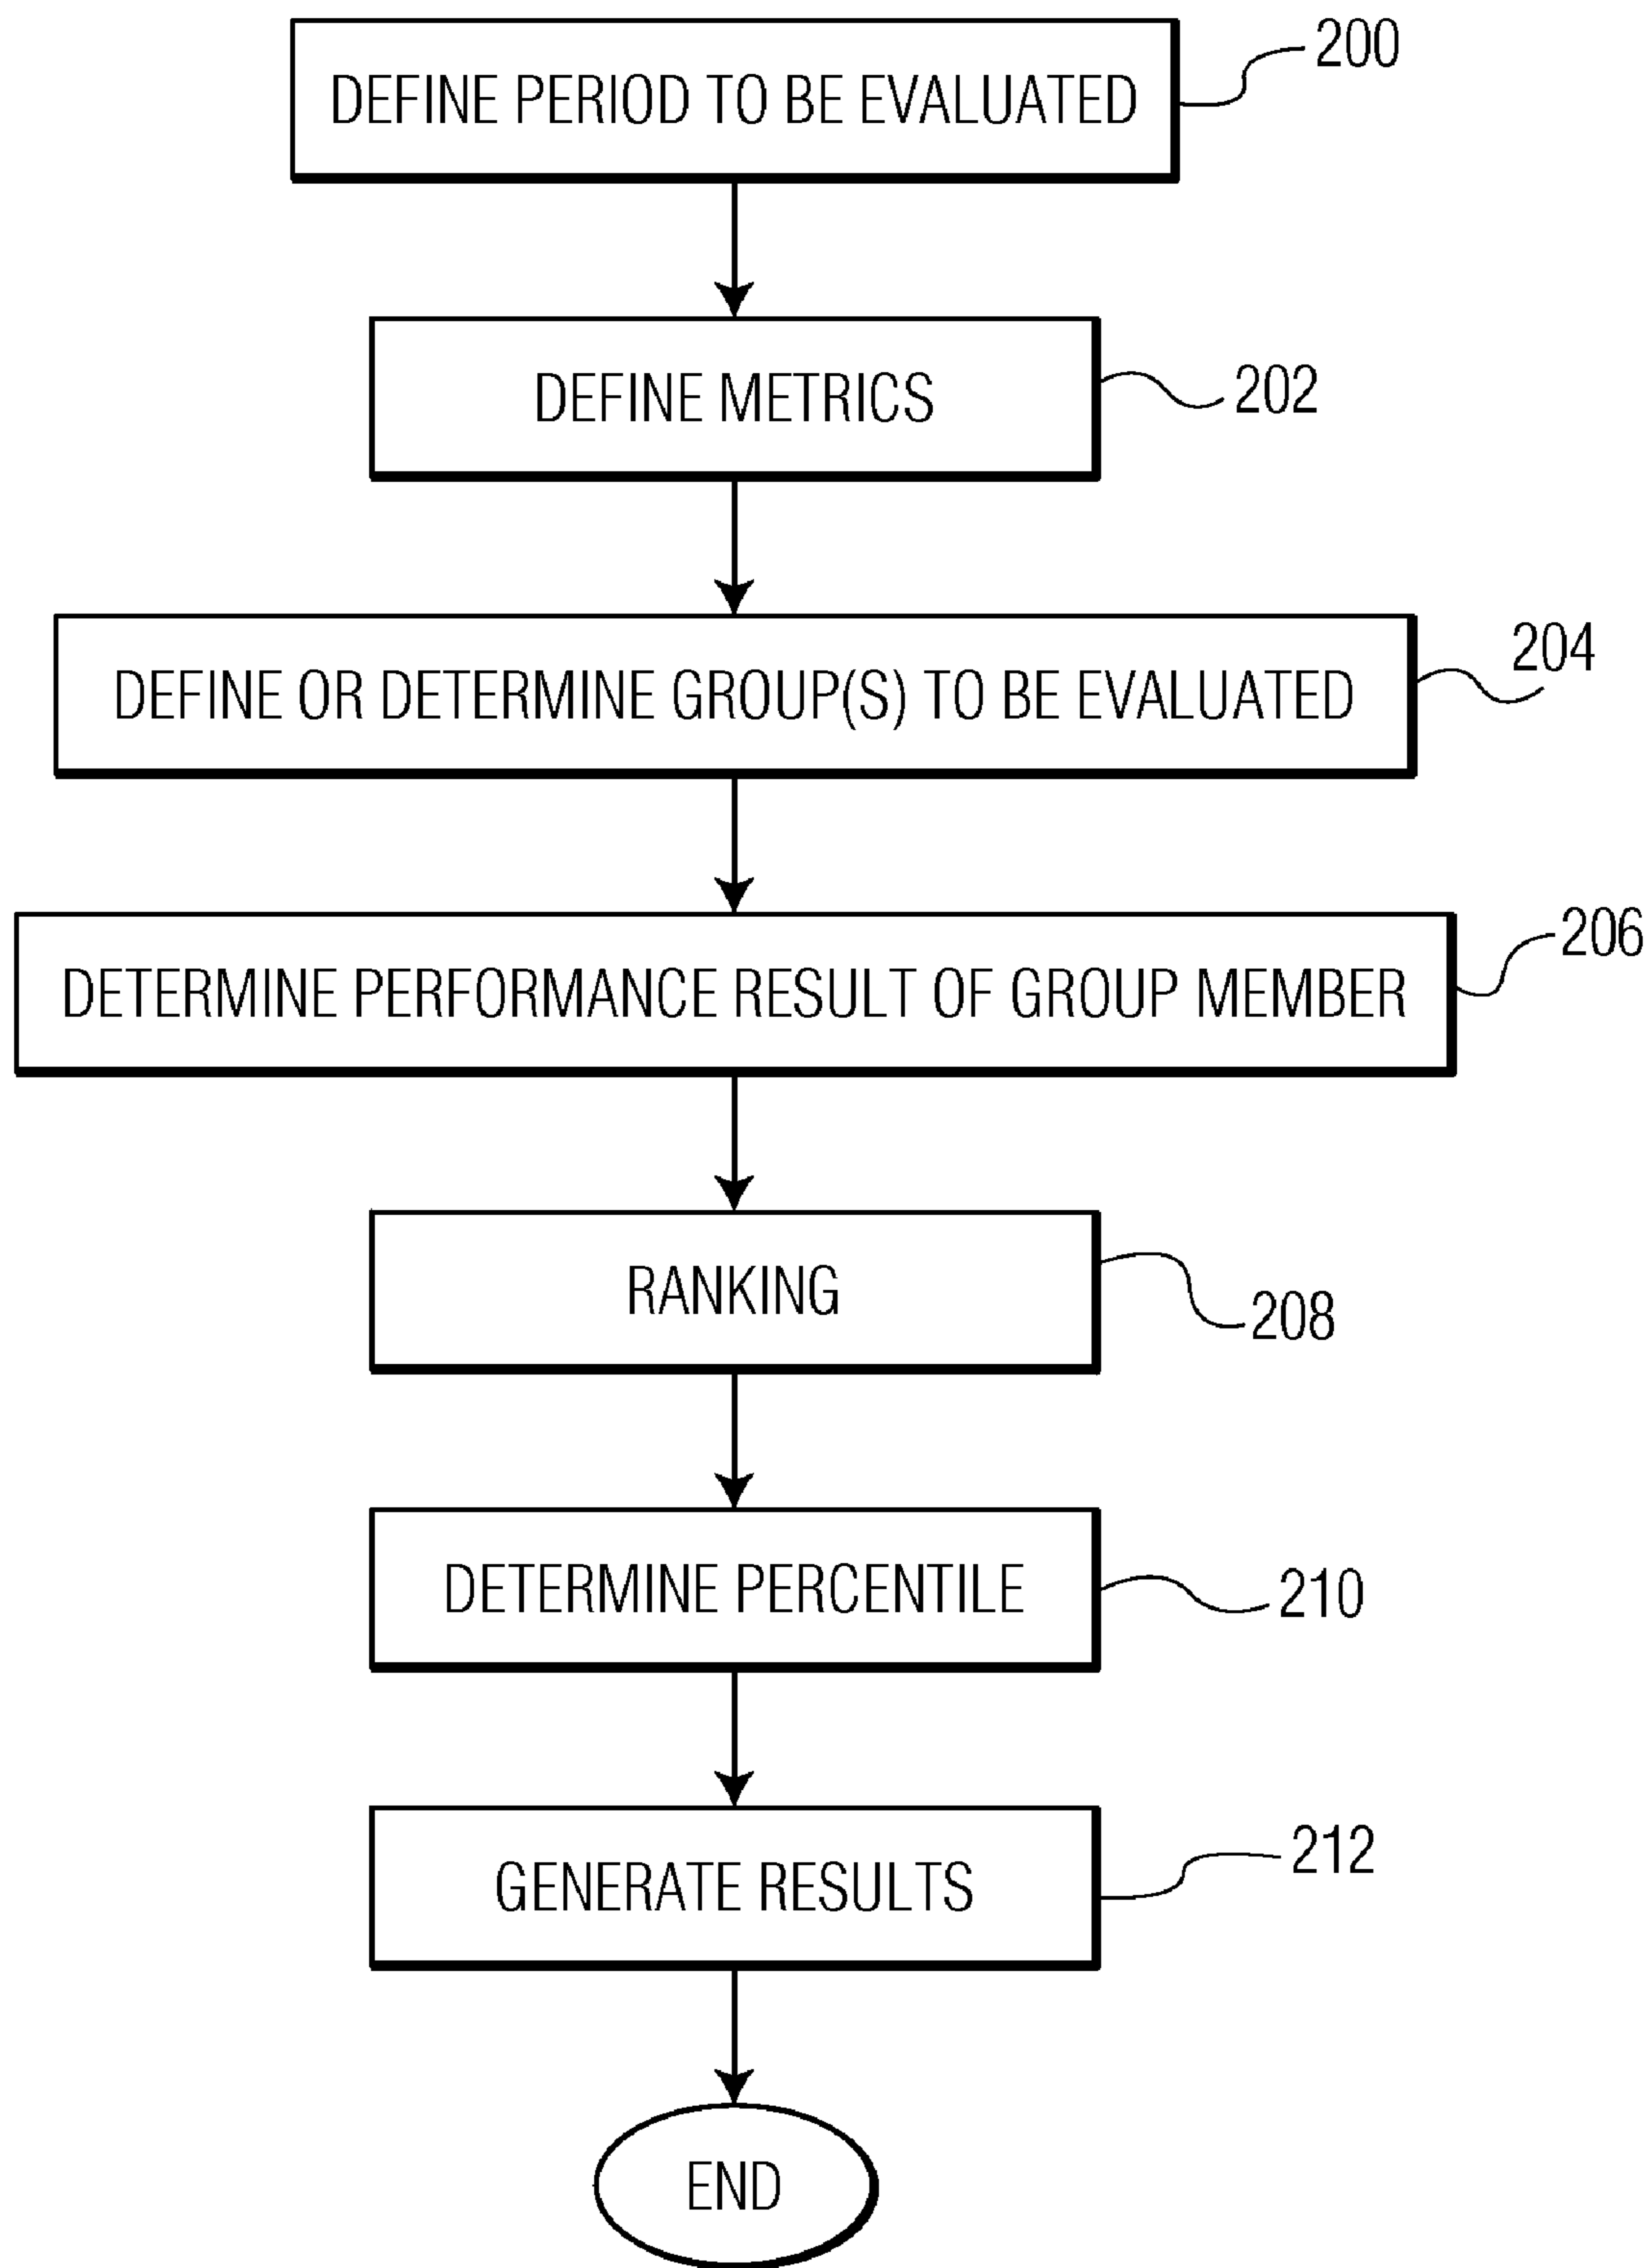 DEFINE PERIOD TO BE EVALUATED
200
DEFINE METRICS
202
DEFINE OR DETERMINE GROUP(S) TO BE EVALUATED
204
DETERMINE PERFORMANCE RESULT OF GROUP MEMBER
206
RANKING
208
DETERMINE PERCENTILE
210
GENERATE RESULTS
212
END